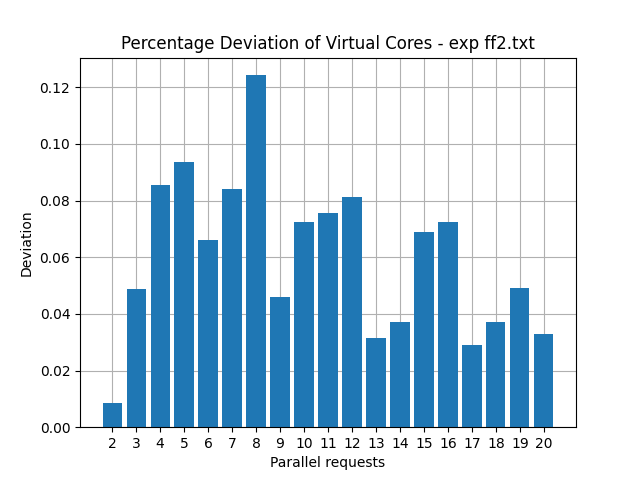 Percentage Deviation of Virtual Cores - exp ff2.txt
0.12
0.10
0.08
0.06
0.04
0.02
0.00
Deviation
2 3 4 5 6 7 8 9 10 11 12 13 14 15 16 17 18 19 20
Parallel requests